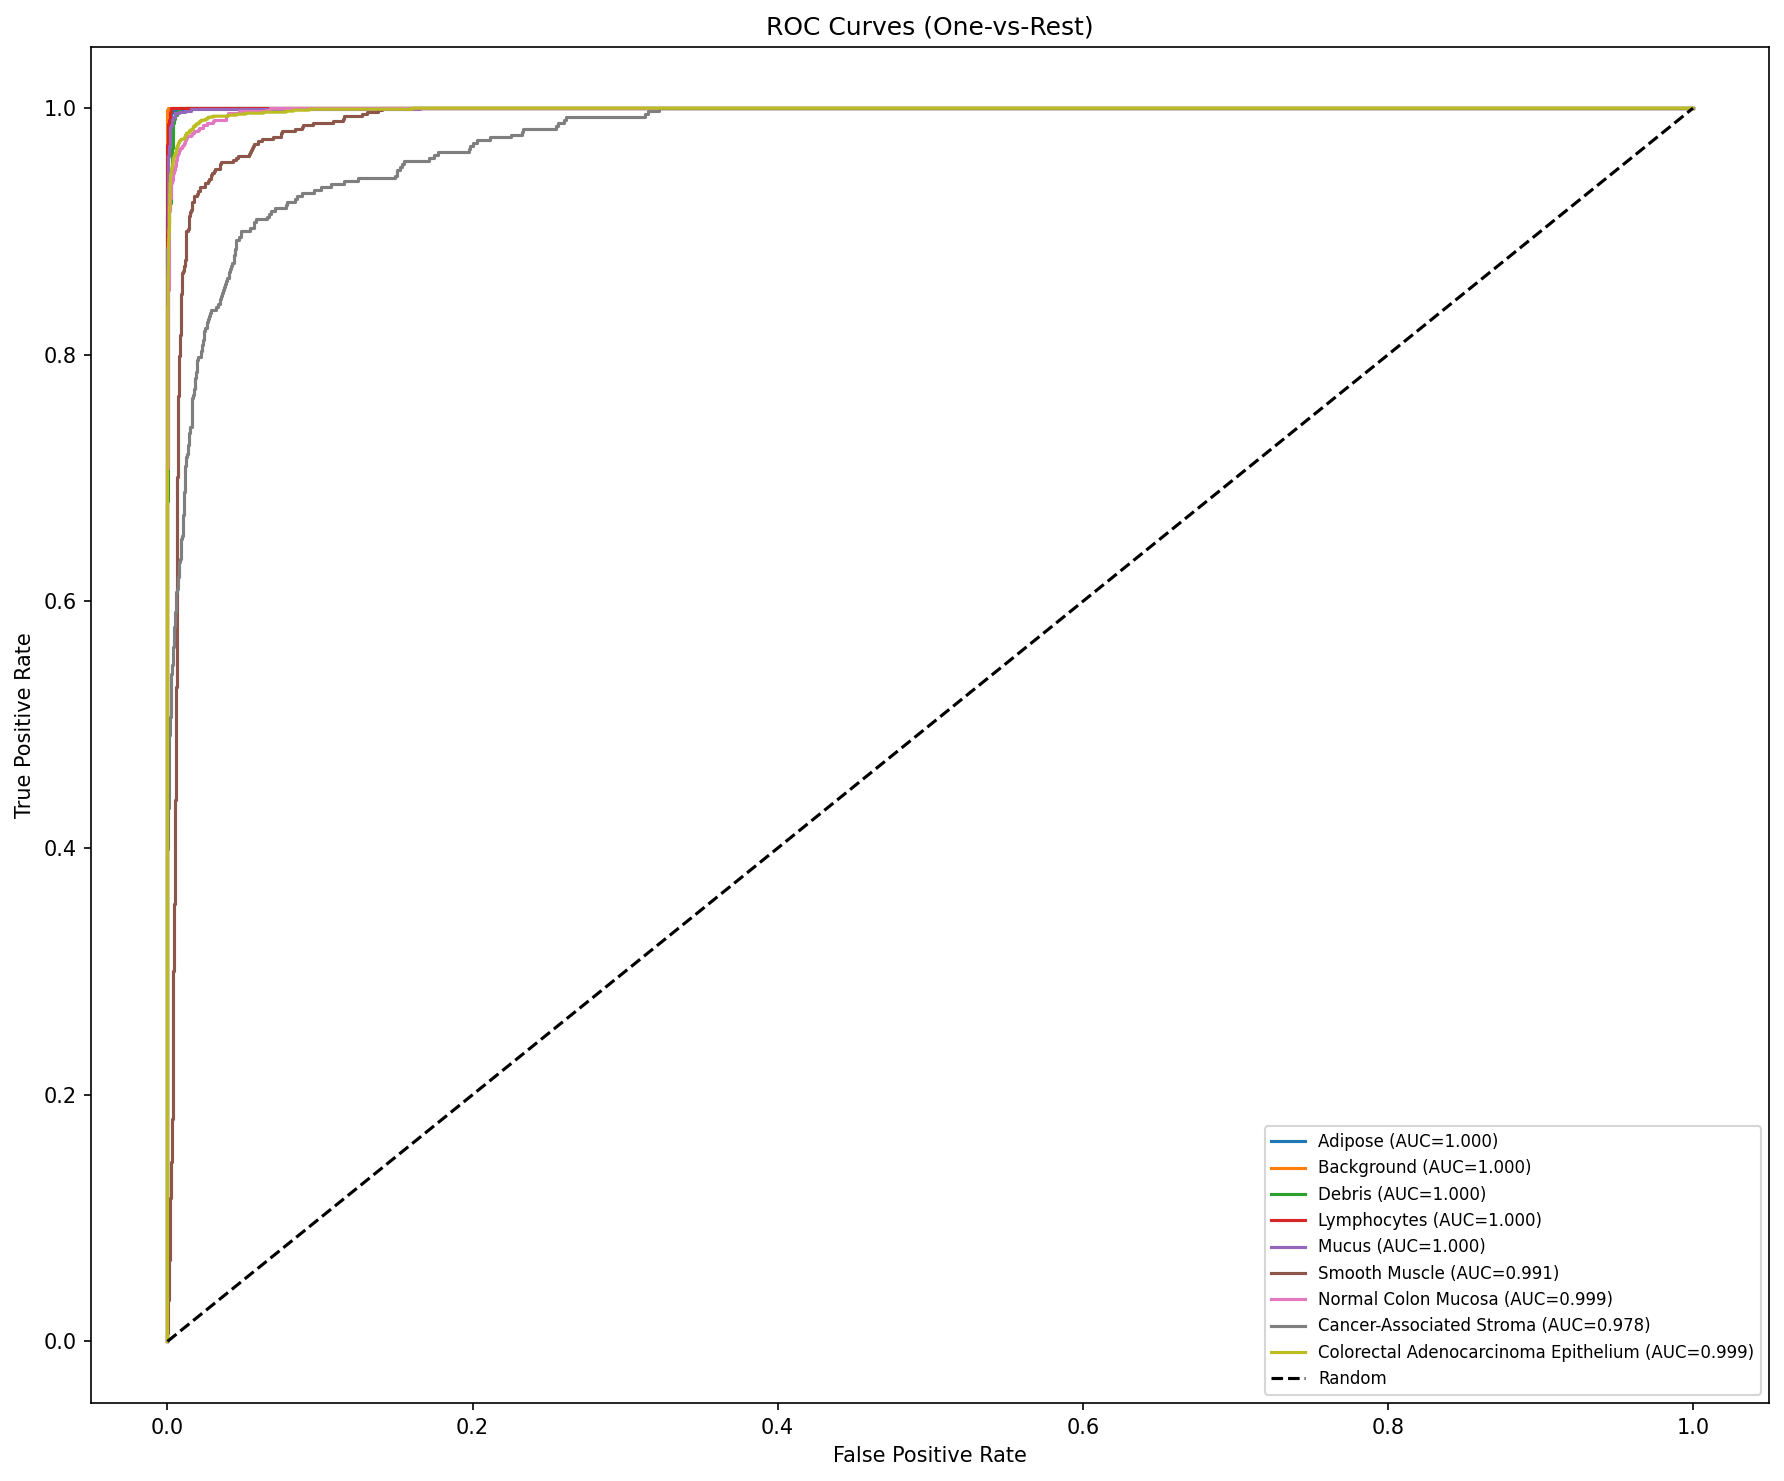 ROC Curves (One-vs-Rest)
1.0
0.8
0.6
0.4
0.2
0.0
True Positive Rate
0.0 0.2 0.4 0.6 0.8 1.0
False Positive Rate
Adipose (AUC=1.000)
Background (AUC=1.000)
Debris (AUC=1.000)
Lymphocytes (AUC=1.000)
Mucus (AUC=1.000)
Smooth Muscle (AUC=0.991)
Normal Colon Mucosa (AUC=0.999)
Cancer-Associated Stroma (AUC=0.978)
Colorectal Adenocarcinoma Epithelium (AUC=0.999)
Random